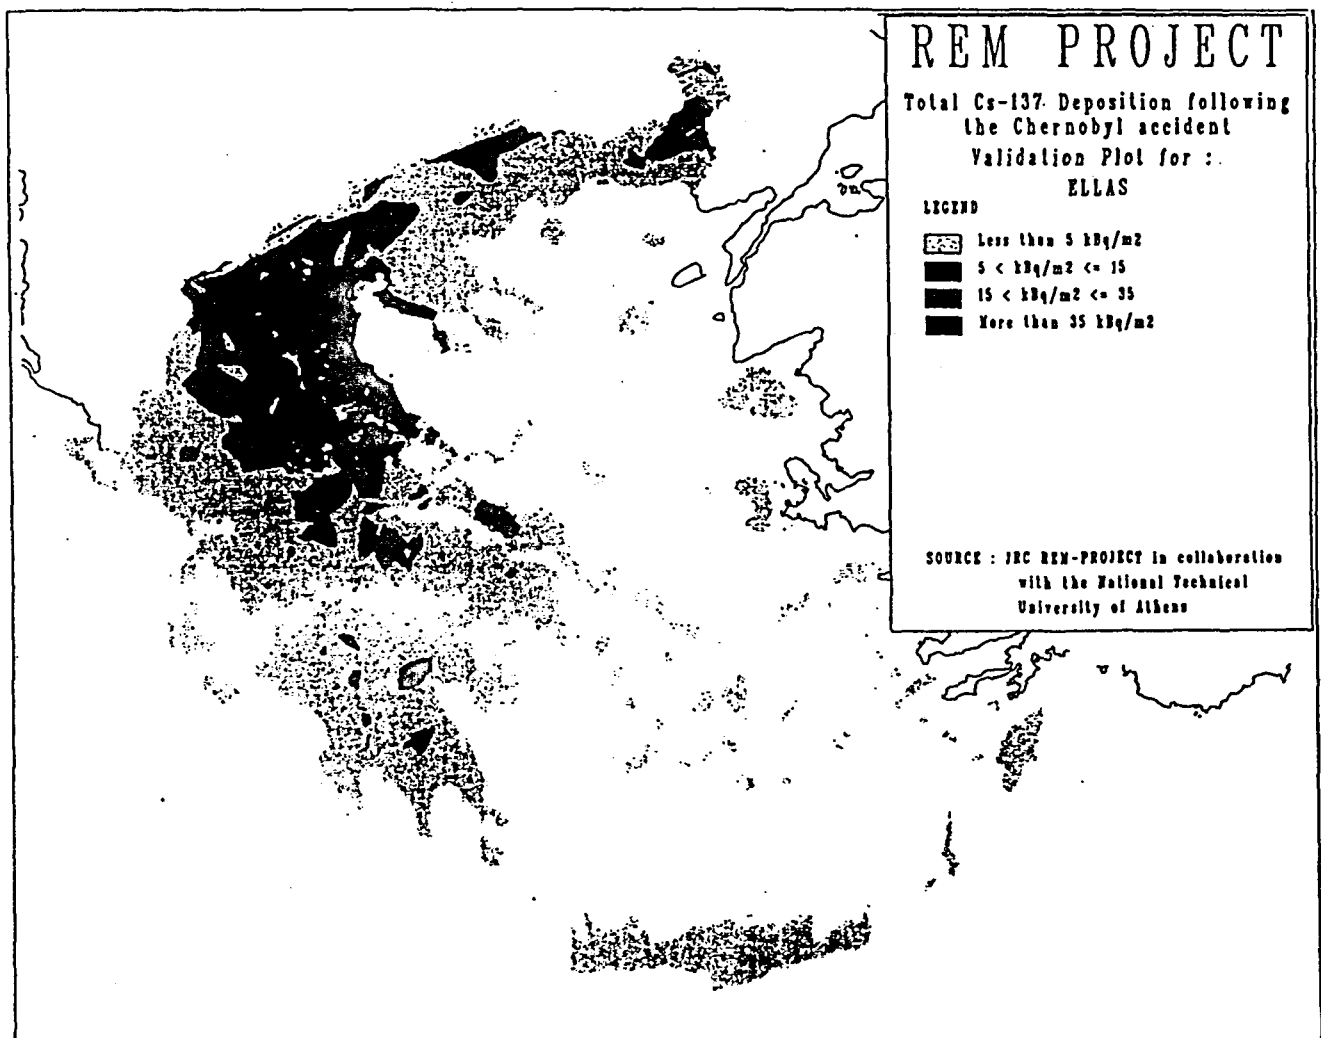 REM PROJECT
Total Cs-137 Deposition following
the Chernobyl accident
Validation Plot for :
ELLAS
LEGEND
Less than 5 kBq/m2
5 < kBq/m2 <= 15
15 < kBq/m2 <= 35
More than 35 kBq/m2
SOURCE : JRC REM-PROJECT in collaboration
with the National Technical
University of Athens